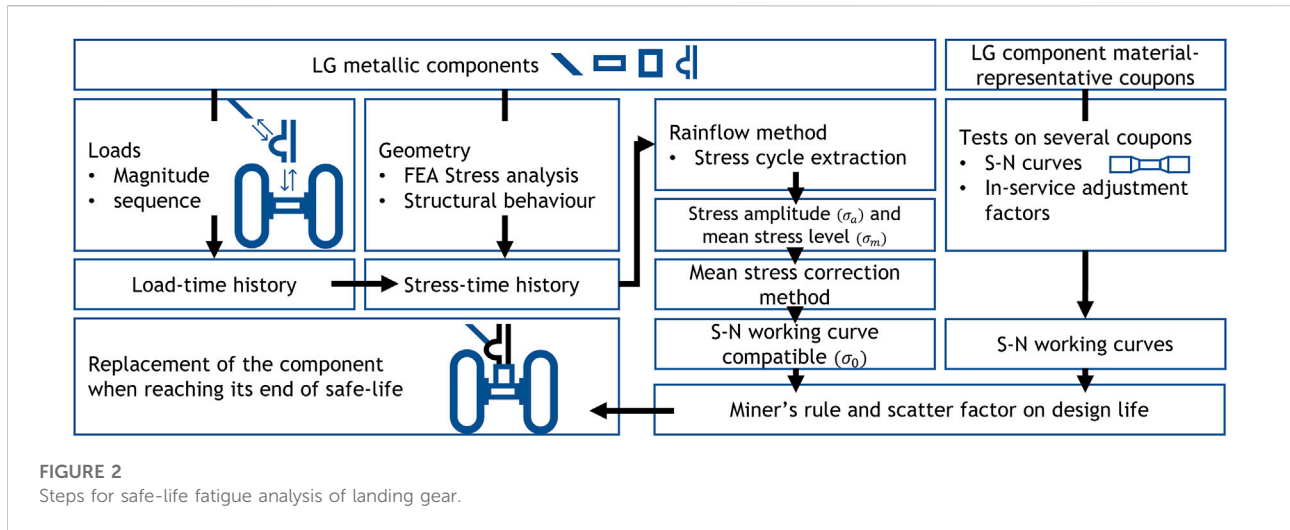 LG metallic components
LG component material-
representative coupons
Loads
• Magnitude
• sequence
Geometry
• FEA Stress analysis
• Structural behaviour
Rainflow method
• Stress cycle extraction
Tests on several coupons
• S-N curves
• In-service adjustment
factors
Stress amplitude (σₐ) and
mean stress level (σₘ)
Load-time history
Stress-time history
Mean stress correction
method
Replacement of the component
when reaching its end of safe-life
S-N working curve
compatible (σ₀)
S-N working curves
Miner's rule and scatter factor on design life
FIGURE 2
Steps for safe-life fatigue analysis of landing gear.